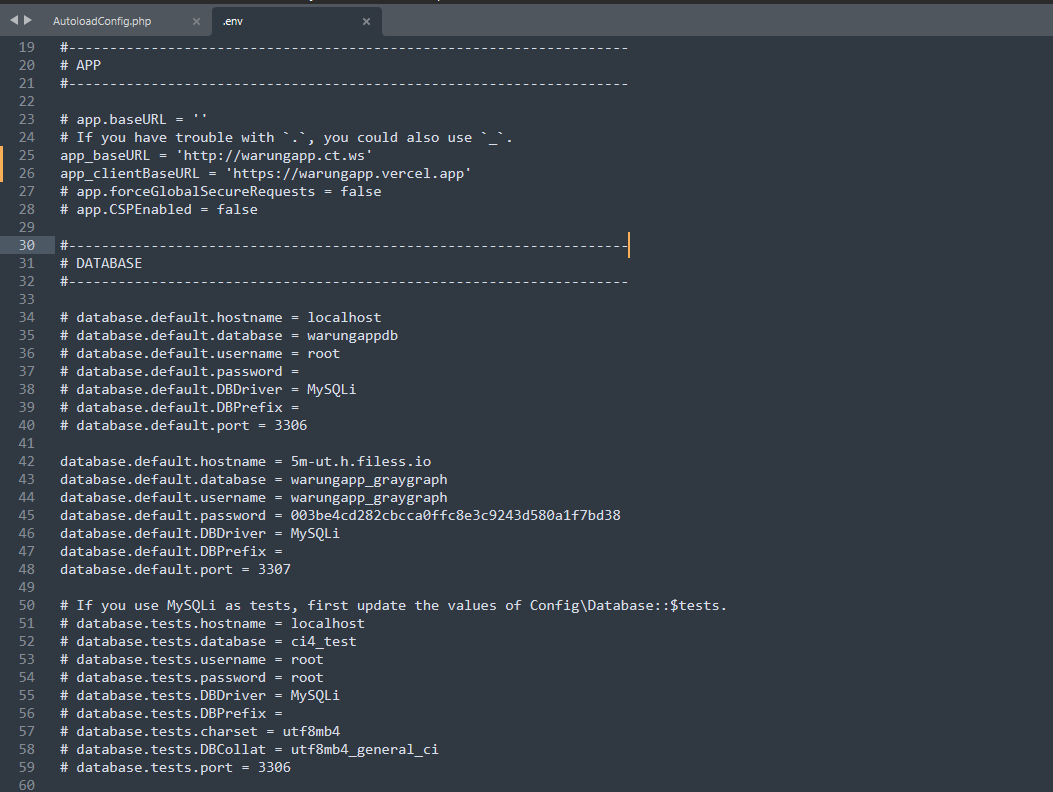 AutoloadConfig.php × .env ×
19 #--------------------------------------------------------------------
20 # APP
21 #--------------------------------------------------------------------
22
23 # app.baseURL = ''
24 # If you have trouble with `.`, you could also use `_`.
25 app_baseURL = 'http://warungapp.ct.ws'
26 app_clientBaseURL = 'https://warungapp.vercel.app'
27 # app.forceGlobalSecureRequests = false
28 # app.CSPEnabled = false
29
30 #--------------------------------------------------------------------
31 # DATABASE
32 #--------------------------------------------------------------------
33
34 # database.default.hostname = localhost
35 # database.default.database = warungappdb
36 # database.default.username = root
37 # database.default.password =
38 # database.default.DBDriver = MySQLi
39 # database.default.DBPrefix =
40 # database.default.port = 3306
41
42 database.default.hostname = 5m-ut.h.filess.io
43 database.default.database = warungapp_graygraph
44 database.default.username = warungapp_graygraph
45 database.default.password = 003be4cd282cbcca0ffc8e3c9243d580a1f7bd38
46 database.default.DBDriver = MySQLi
47 database.default.DBPrefix =
48 database.default.port = 3307
49
50 # If you use MySQLi as tests, first update the values of Config\Database::$tests.
51 # database.tests.hostname = localhost
52 # database.tests.database = ci4_test
53 # database.tests.username = root
54 # database.tests.password = root
55 # database.tests.DBDriver = MySQLi
56 # database.tests.DBPrefix =
57 # database.tests.charset = utf8mb4
58 # database.tests.DBCollat = utf8mb4_general_ci
59 # database.tests.port = 3306
60